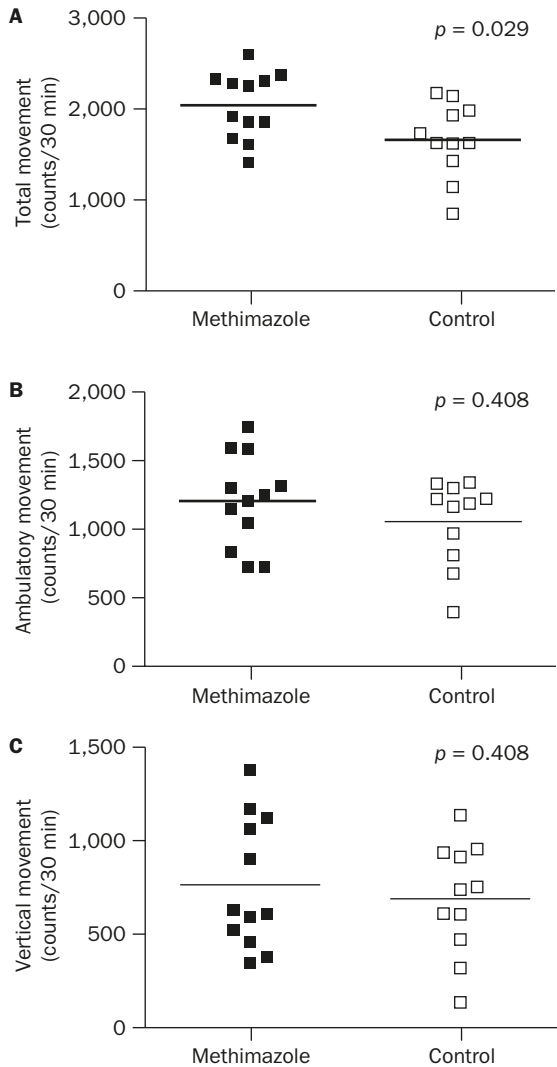 A
p = 0.029
Total movement
(counts/30 min)
3,000
2,000
1,000
0
Methimazole
Control
B
p = 0.408
Ambulatory movement
(counts/30 min)
2,000
1,500
1,000
500
0
Methimazole
Control
C
p = 0.408
Vertical movement
(counts/30 min)
1,500
1,000
500
0
Methimazole
Control